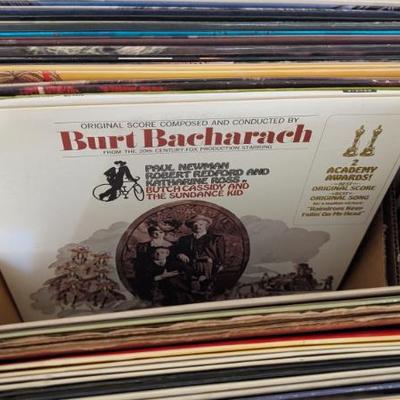 ORIGINAL SCORE COMPOSED AND CONDUCTED BY
Burt Bacharach
FROM THE 20th CENTURY-FOX PRODUCTION STARRING
PAUL NEWMAN
ROBERT REDFORD AND
KATHARINE ROSS
BUTCH CASSIDY AND
THE SUNDANCE KID
2
ACADEMY
AWARDS!
BEST
ORIGINAL SCORE
BEST
ORIGINAL SONG
"Raindrops Keep
Fallin' On My Head"